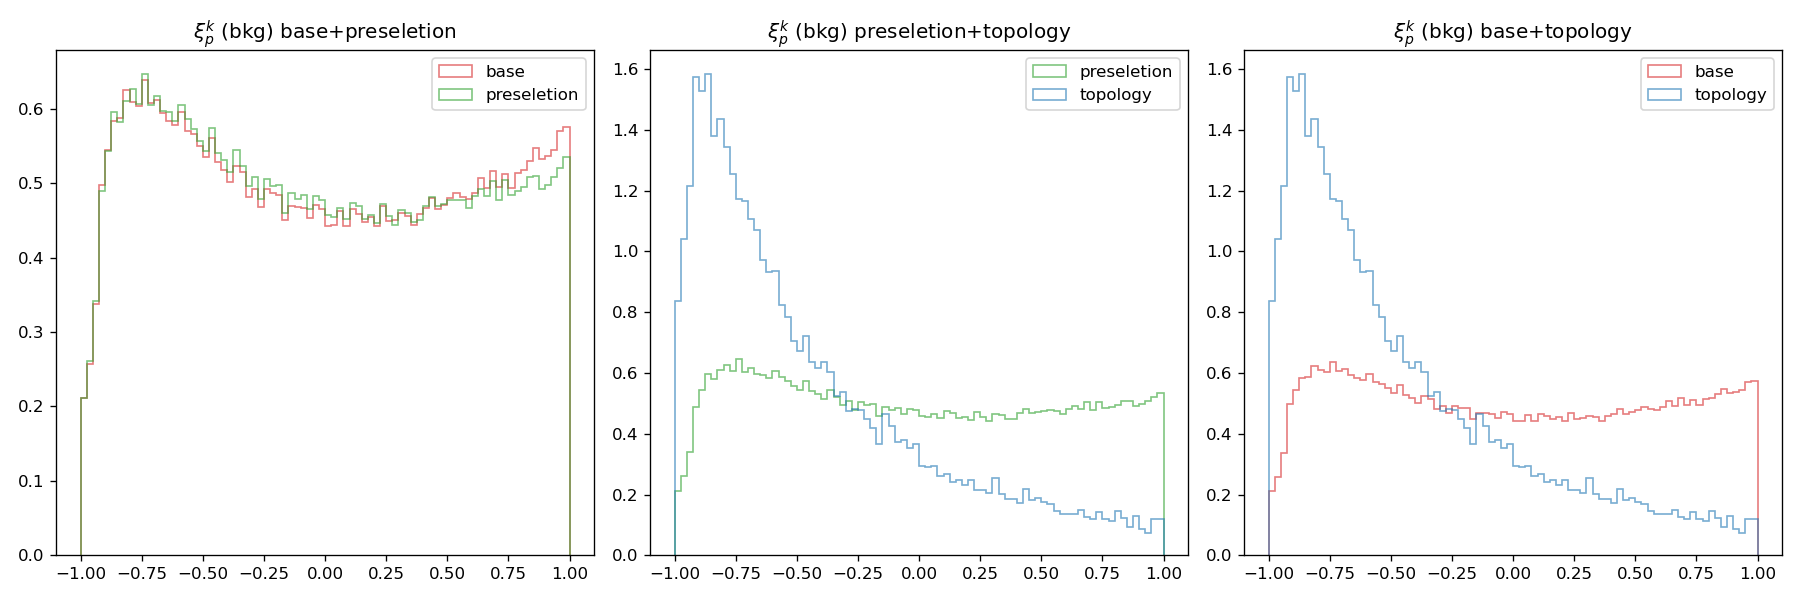 ξₚᵏ (bkg) base+preseletion
base
preseletion
0.6
0.5
0.4
0.3
0.2
0.1
0.0
−1.00 −0.75 −0.50 −0.25 0.00 0.25 0.50 0.75 1.00
ξₚᵏ (bkg) preseletion+topology
preseletion
topology
1.6
1.4
1.2
1.0
0.8
0.6
0.4
0.2
0.0
−1.00 −0.75 −0.50 −0.25 0.00 0.25 0.50 0.75 1.00
ξₚᵏ (bkg) base+topology
base
topology
1.6
1.4
1.2
1.0
0.8
0.6
0.4
0.2
0.0
−1.00 −0.75 −0.50 −0.25 0.00 0.25 0.50 0.75 1.00